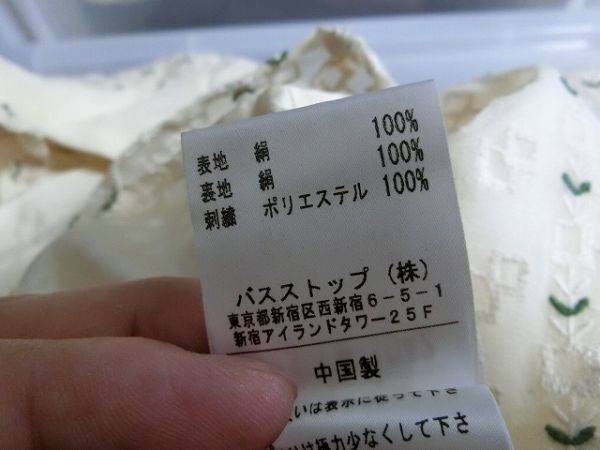 表地 絹 100%
裏地 絹 100%
刺繍 ポリエステル 100%
バスストップ (株)
東京都新宿区西新宿6-5-1
新宿アイランドタワー25F
中国製
は表示に従って下さ
は極力少なくして下さ